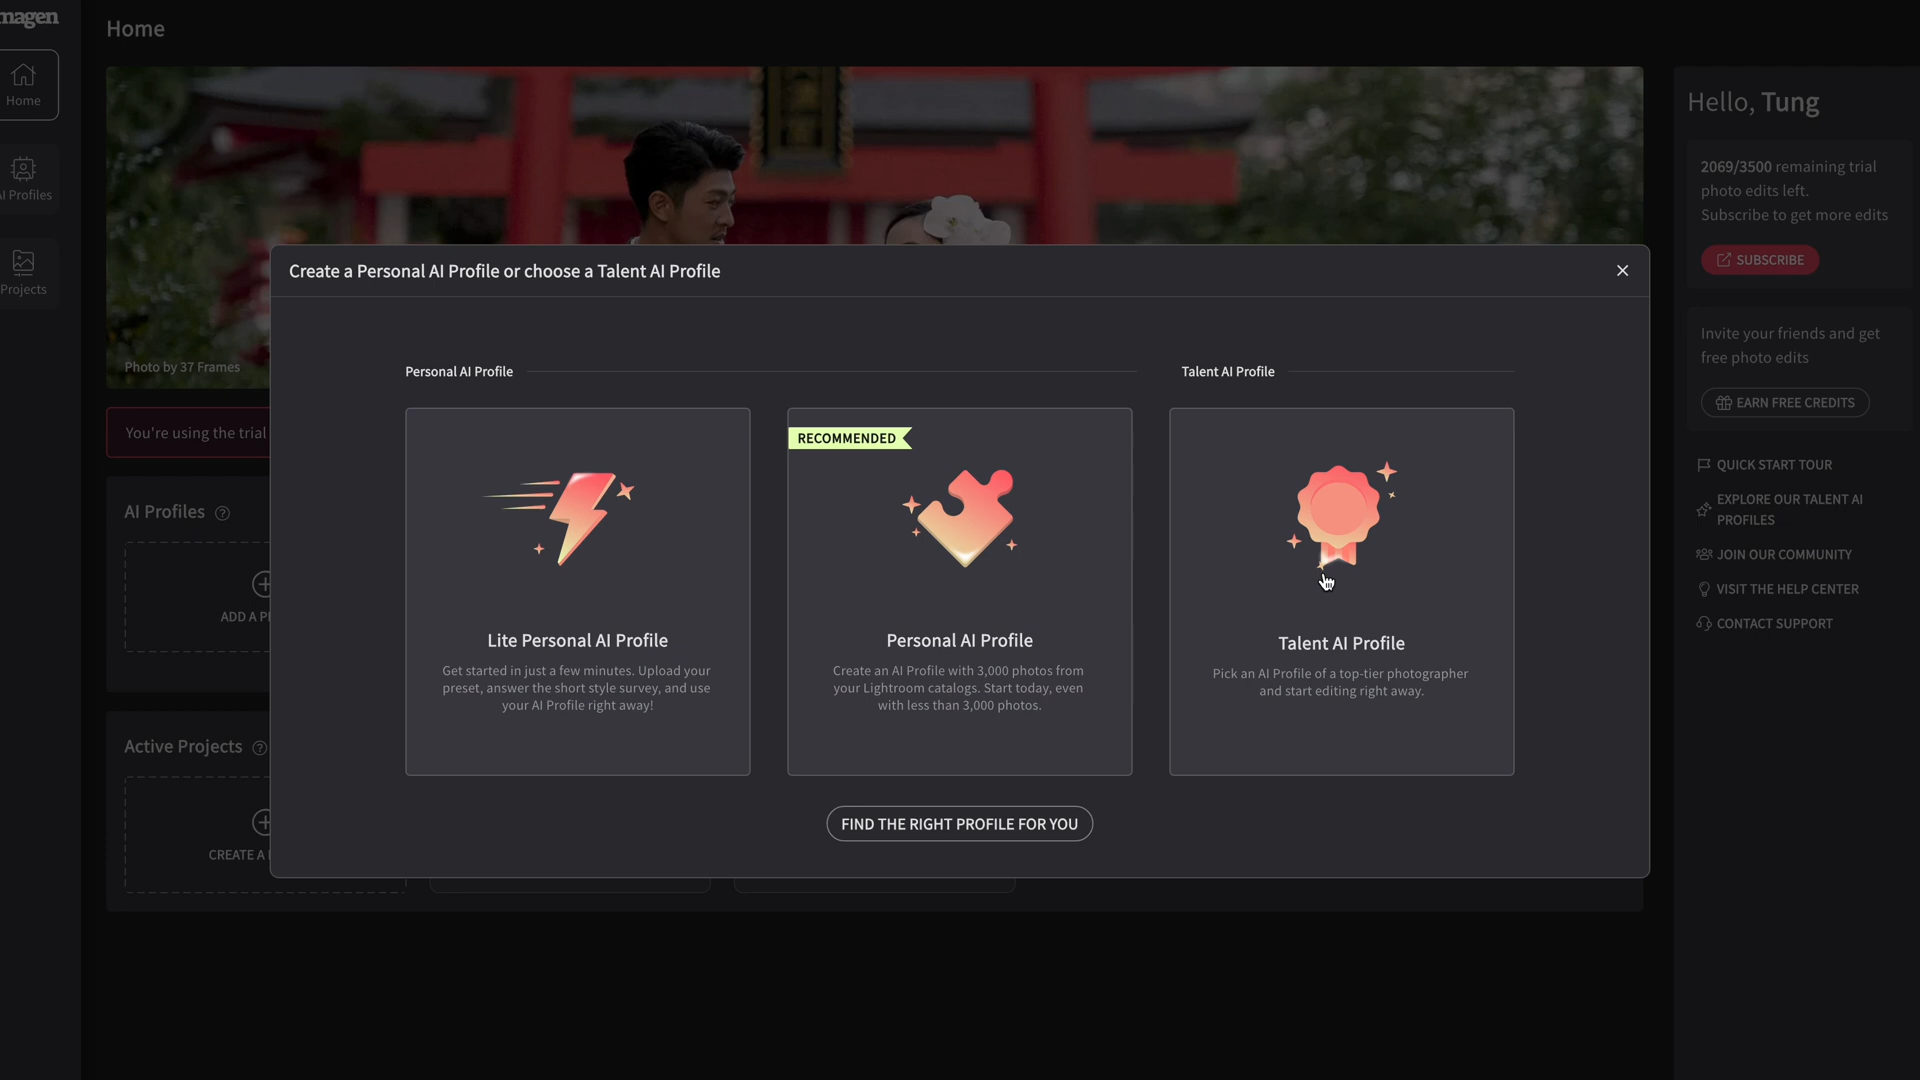 magen
Home
Home
AI Profiles
Projects
Photo by 37 Frames
You're using the trial
AI Profiles
ADD A P
Active Projects
CREATE A
Create a Personal AI Profile or choose a Talent AI Profile
Personal AI Profile
Talent AI Profile
Lite Personal AI Profile
Get started in just a few minutes. Upload your
preset, answer the short style survey, and use
your AI Profile right away!
RECOMMENDED
Personal AI Profile
Create an AI Profile with 3,000 photos from
your Lightroom catalogs. Start today, even
with less than 3,000 photos.
Talent AI Profile
Pick an AI Profile of a top-tier photographer
and start editing right away.
FIND THE RIGHT PROFILE FOR YOU
Hello, Tung
2069/3500 remaining trial
photo edits left.
Subscribe to get more edits
SUBSCRIBE
Invite your friends and get
free photo edits
EARN FREE CREDITS
QUICK START TOUR
EXPLORE OUR TALENT AI
PROFILES
JOIN OUR COMMUNITY
VISIT THE HELP CENTER
CONTACT SUPPORT